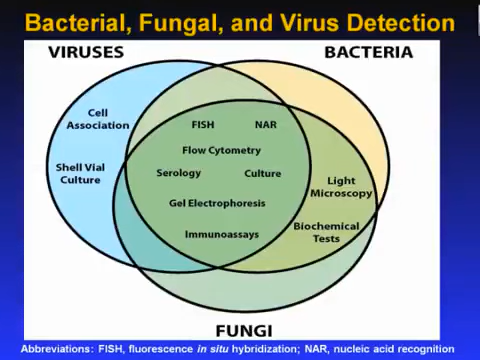 Bacterial, Fungal, and Virus Detection
VIRUSES
BACTERIA
Cell
Association
FISH
NAR
Flow Cytometry
Shell Vial
Culture
Serology
Culture
Light
Microscopy
Gel Electrophoresis
Biochemical
Tests
Immunoassays
FUNGI
Abbreviations: FISH, fluorescence in situ hybridization; NAR, nucleic acid recognition